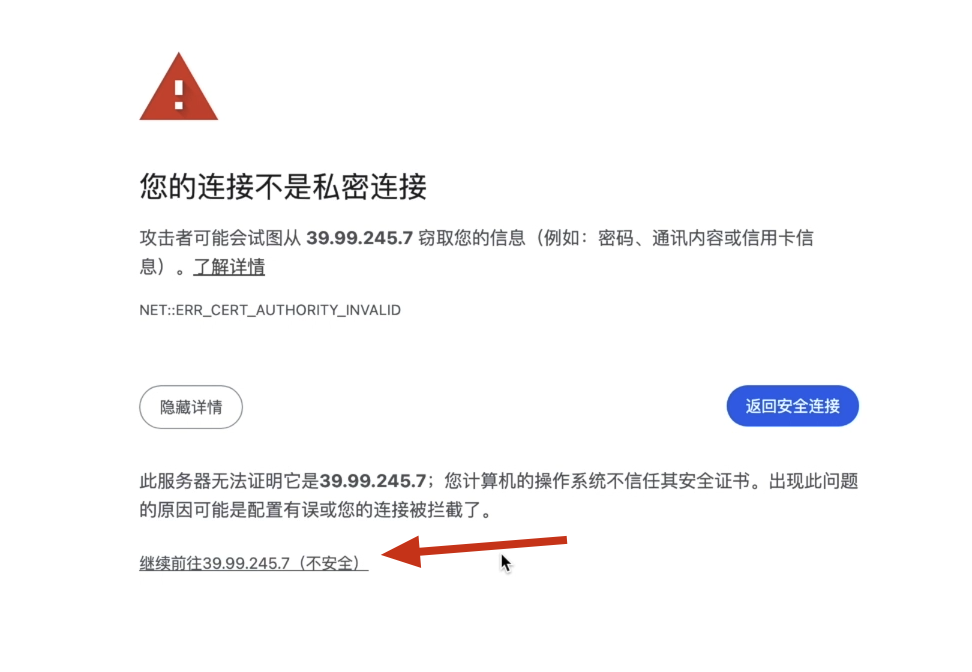 您的连接不是私密连接
攻击者可能会试图从 39.99.245.7 窃取您的信息（例如：密码、通讯内容或信用卡信
息）。了解详情
NET::ERR_CERT_AUTHORITY_INVALID
隐藏详情
返回安全连接
此服务器无法证明它是39.99.245.7；您计算机的操作系统不信任其安全证书。出现此问题
的原因可能是配置有误或您的连接被拦截了。
继续前往39.99.245.7（不安全）